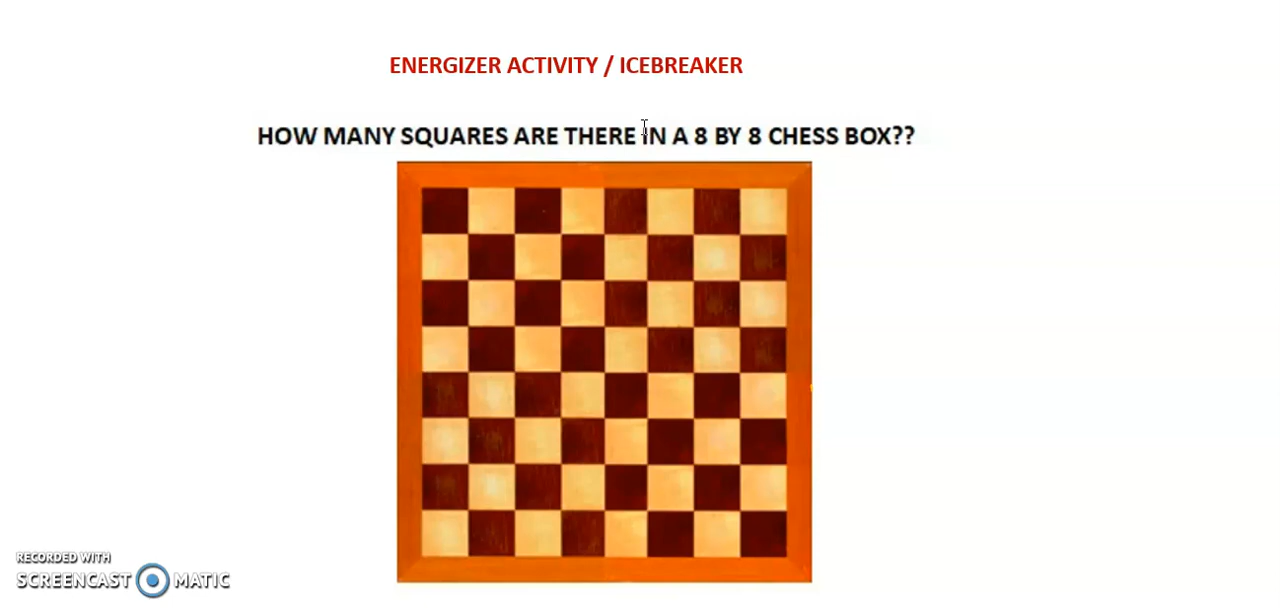 ENERGIZER ACTIVITY / ICEBREAKER
HOW MANY SQUARES ARE THERE IN A 8 BY 8 CHESS BOX??
RECORDED WITH
SCREENCAST MATIC